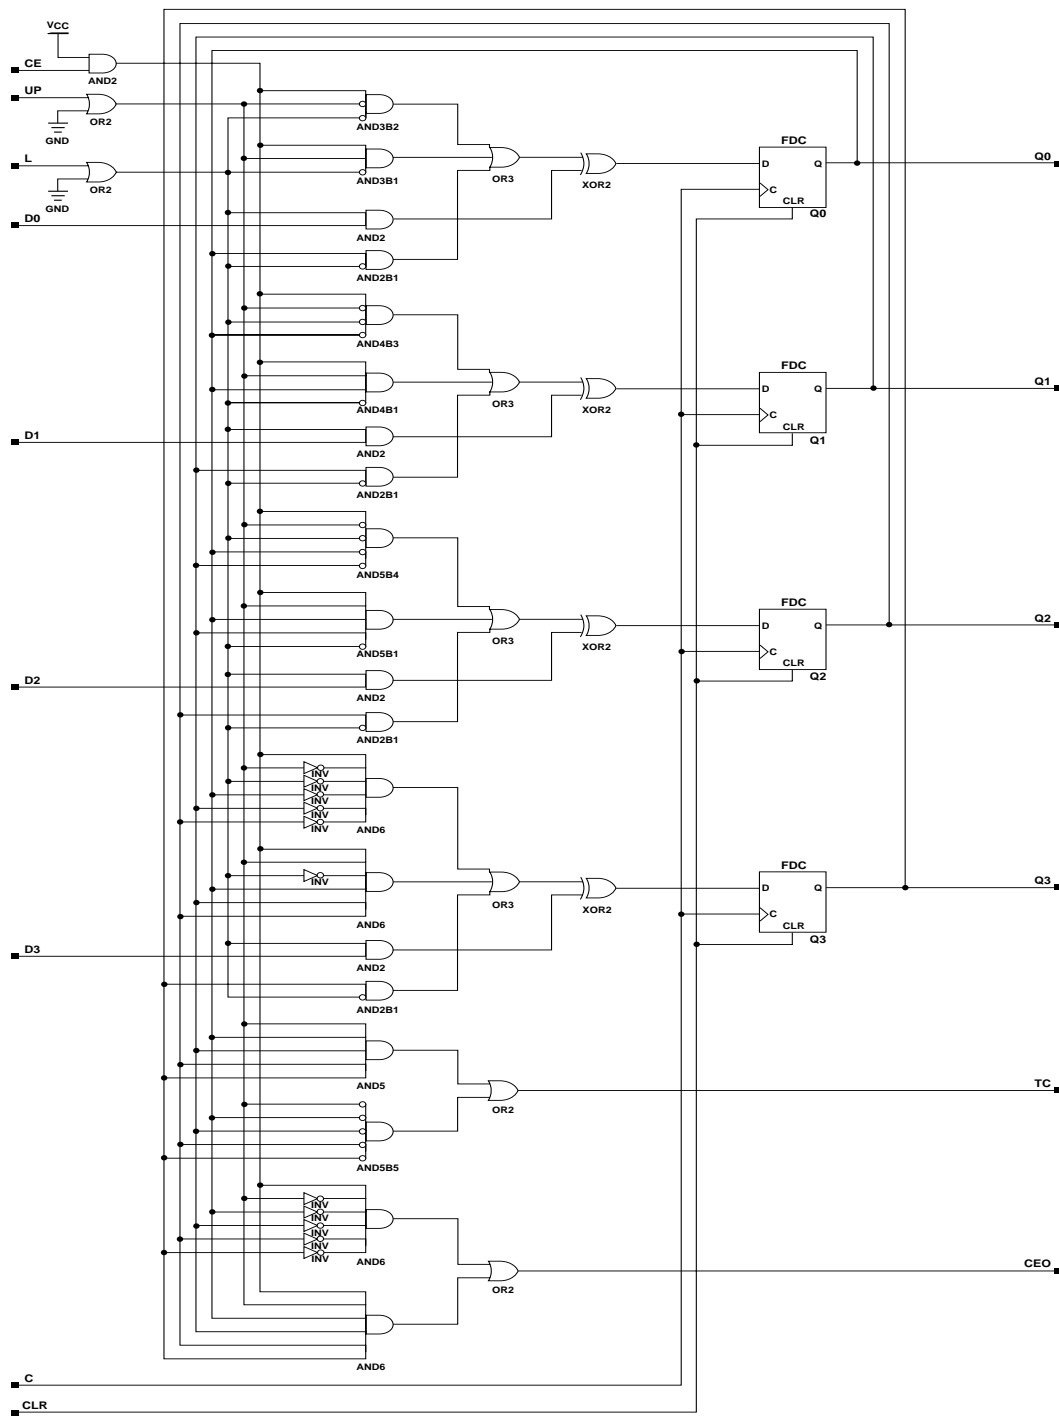 VCC
CE
AND2
UP
OR2
GND
AND3B2
L
OR2
GND
AND3B1
OR3
XOR2
FDC
D
Q
C
CLR
Q0
Q0
D0
AND2
AND2B1
AND4B3
AND4B1
OR3
XOR2
FDC
D
Q
C
CLR
Q1
Q1
D1
AND2
AND2B1
AND5B4
AND5B1
OR3
XOR2
FDC
D
Q
C
CLR
Q2
Q2
D2
AND2
AND2B1
INV
INV
INV
INV
INV
AND6
INV
AND6
OR3
XOR2
FDC
D
Q
C
CLR
Q3
Q3
D3
AND2
AND2B1
AND5
OR2
TC
AND5B5
INV
INV
INV
INV
INV
AND6
OR2
CEO
AND6
C
CLR